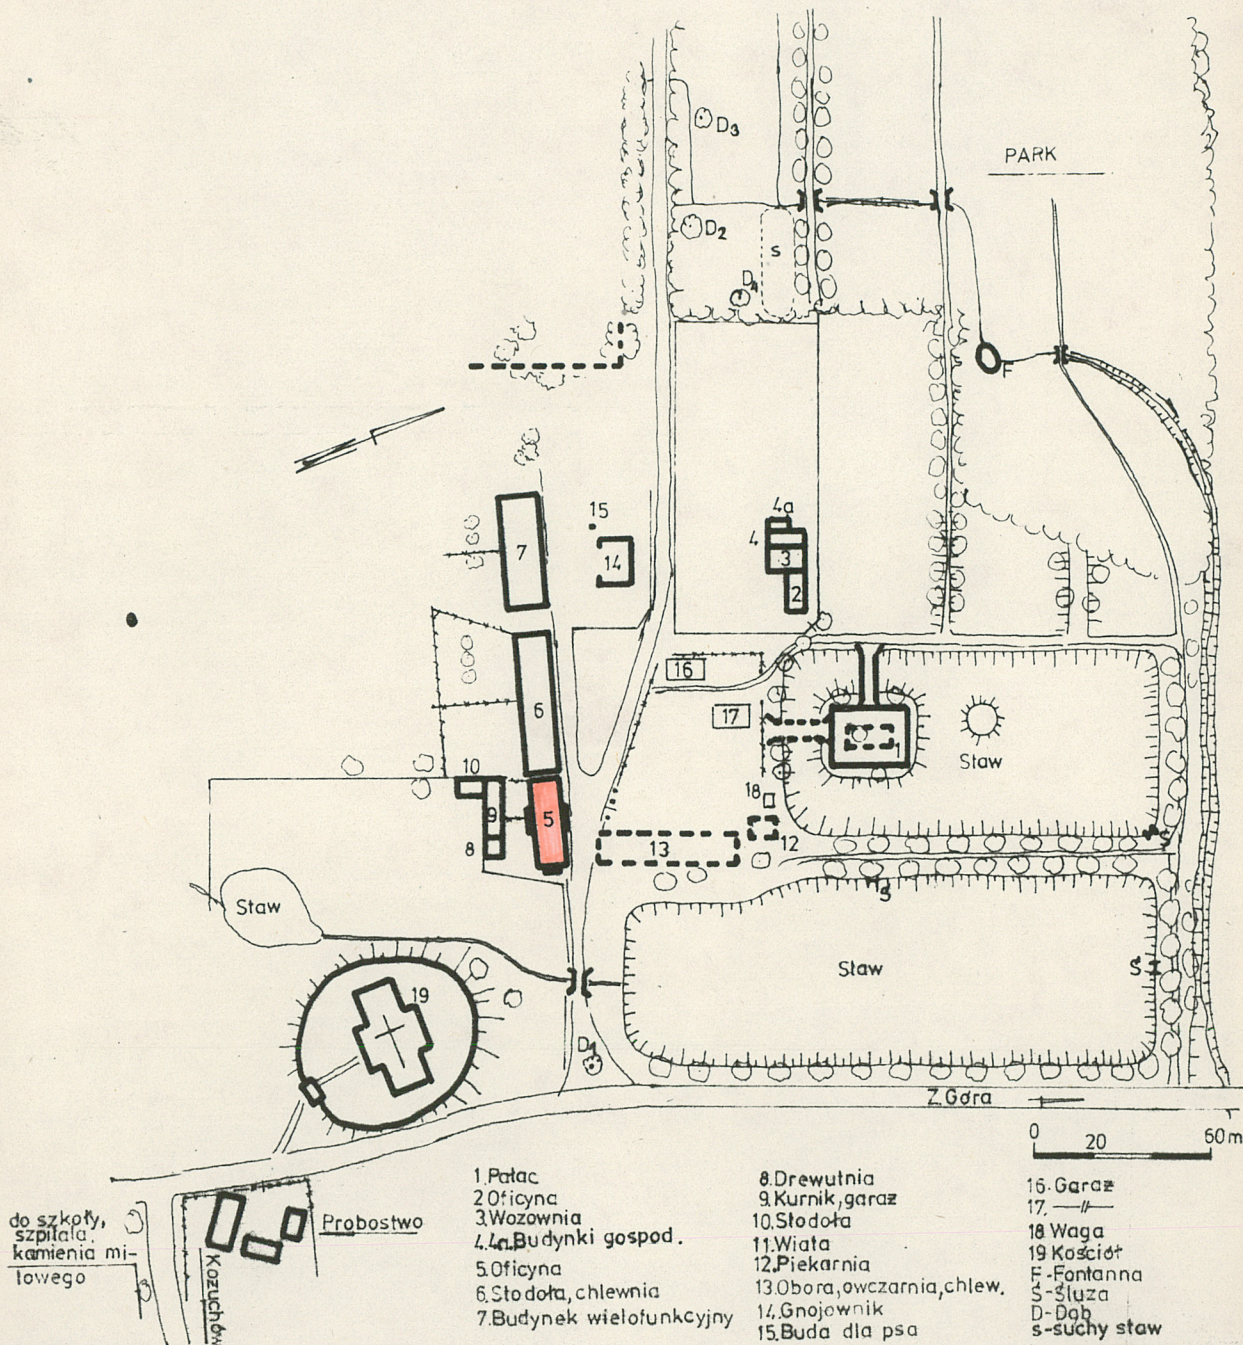 D3
PARK
D2
s
D4
F
15
4a
7
14
4
3
2
16
6
17
1
Staw
10
18
9
5
8
13
12
Ś
Ś
Staw
Staw
Ś
19
D1
Z.Góra
0 20 60m
do szkoły,
szpitala,
kamienia mi-
lowego
Probostwo
Kożuchów
1.Pałac
2.Oficyna
3.Wozownia
4.4a.Budynki gospod.
5.Oficyna
6.Stodoła, chlewnia
7.Budynek wielofunkcyjny
8.Drewutnia
9.Kurnik, garaż
10.Stodoła
11.Wiata
12.Piekarnia
13.Obora, owczarnia, chlew.
14.Gnojownik
15.Buda dla psa
16.Garaż
17. —〃—
18 Waga
19 Kościół
F-Fontanna
Ś-Śluza
D-Dąb
s-suchy staw